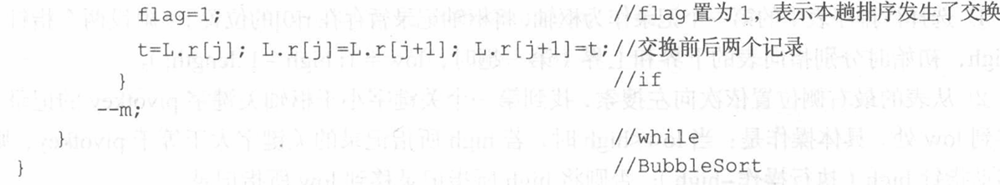 flag=1; //flag 置为 1，表示本趟排序发生了交换
t=L.r[j]; L.r[j]=L.r[j+1]; L.r[j+1]=t; //交换前后两个记录
} //if
--m;
} //while
} //BubbleSort